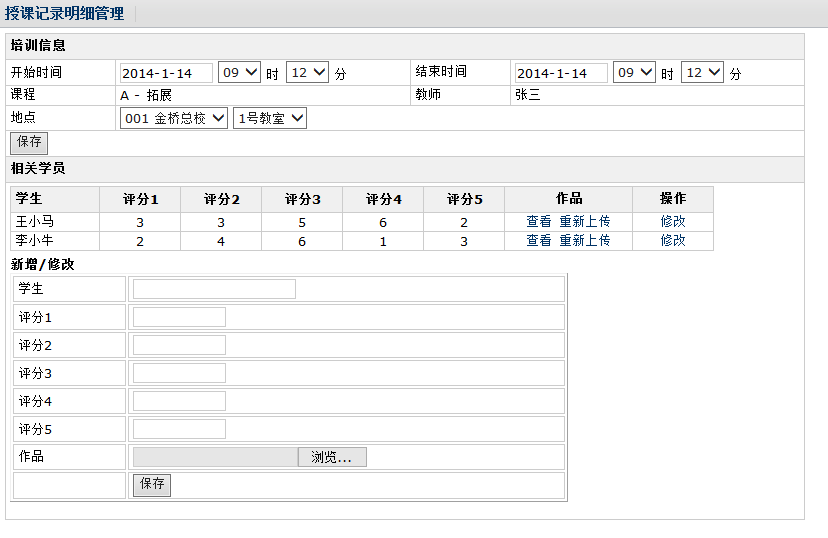 授课记录明细管理
培训信息
开始时间 2014-1-14 09 时 12 分 结束时间 2014-1-14 09 时 12 分
课程 A - 拓展 教师 张三
地点 001 金桥总校 1号教室
保存
相关学员
学生 评分1 评分2 评分3 评分4 评分5 作品 操作
王小马 3 3 5 6 2 查看 重新上传 修改
李小牛 2 4 6 1 3 查看 重新上传 修改
新增/修改
学生
评分1
评分2
评分3
评分4
评分5
作品 浏览...
保存